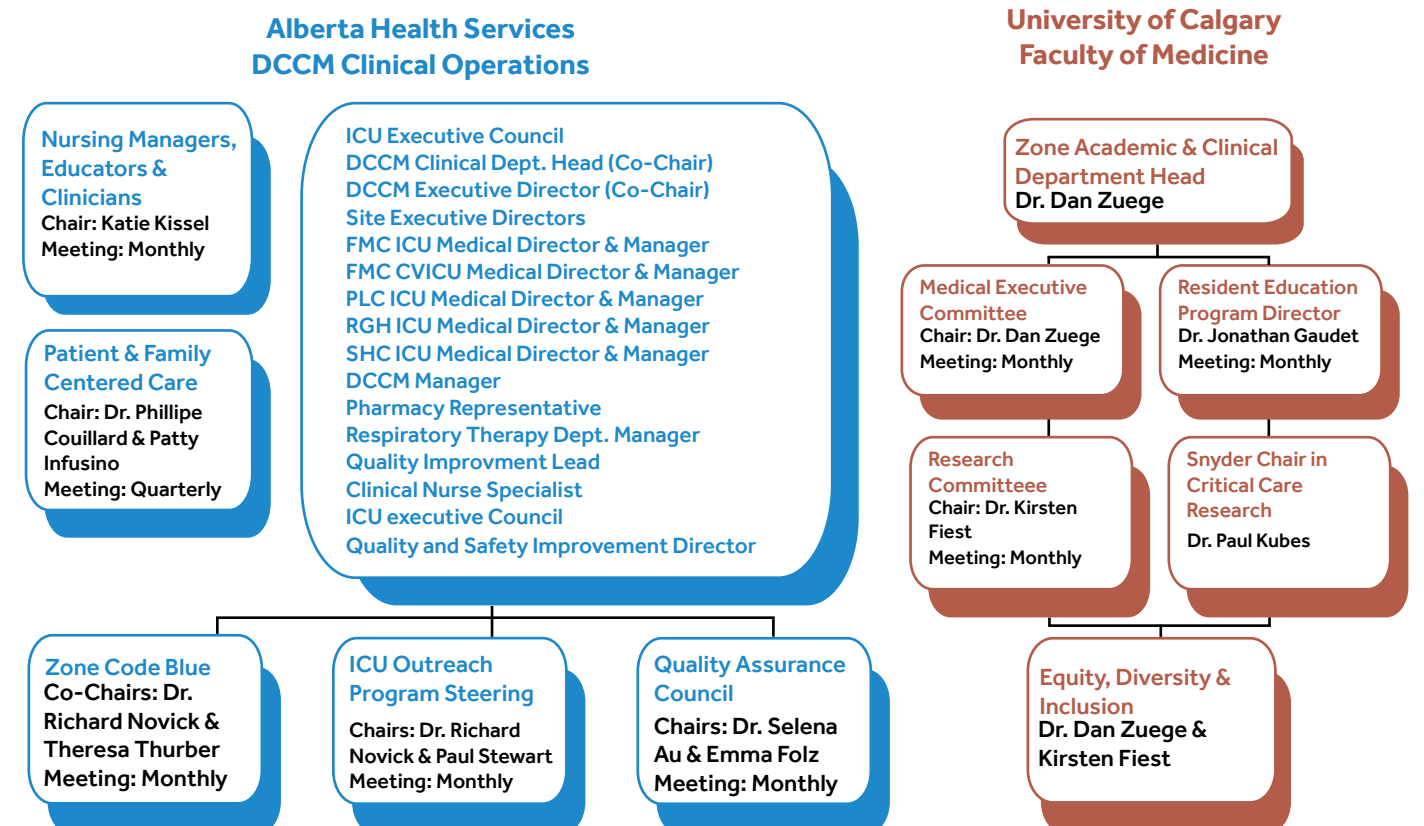 Alberta Health Services
DCCM Clinical Operations
Nursing Managers,
Educators &
Clinicians
Chair: Katie Kissel
Meeting: Monthly
Patient & Family
Centered Care
Chair: Dr. Phillipe
Couillard & Patty
Infusino
Meeting: Quarterly
ICU Executive Council
DCCM Clinical Dept. Head (Co-Chair)
DCCM Executive Director (Co-Chair)
Site Executive Directors
FMC ICU Medical Director & Manager
FMC CVICU Medical Director & Manager
PLC ICU Medical Director & Manager
RGH ICU Medical Director & Manager
SHC ICU Medical Director & Manager
DCCM Manager
Pharmacy Representative
Respiratory Therapy Dept. Manager
Quality Improvment Lead
Clinical Nurse Specialist
ICU executive Council
Quality and Safety Improvement Director
Zone Code Blue
Co-Chairs: Dr.
Richard Novick &
Theresa Thurber
Meeting: Monthly
ICU Outreach
Program Steering
Chairs: Dr. Richard
Novick & Paul Stewart
Meeting: Monthly
Quality Assurance
Council
Chairs: Dr. Selena
Au & Emma Folz
Meeting: Monthly
University of Calgary
Faculty of Medicine
Zone Academic & Clinical
Department Head
Dr. Dan Zuege
Medical Executive
Committee
Chair: Dr. Dan Zuege
Meeting: Monthly
Resident Education
Program Director
Dr. Jonathan Gaudet
Meeting: Monthly
Research
Committeee
Chair: Dr. Kirsten
Fiest
Meeting: Monthly
Snyder Chair in
Critical Care
Research
Dr. Paul Kubes
Equity, Diversity &
Inclusion
Dr. Dan Zuege &
Kirsten Fiest